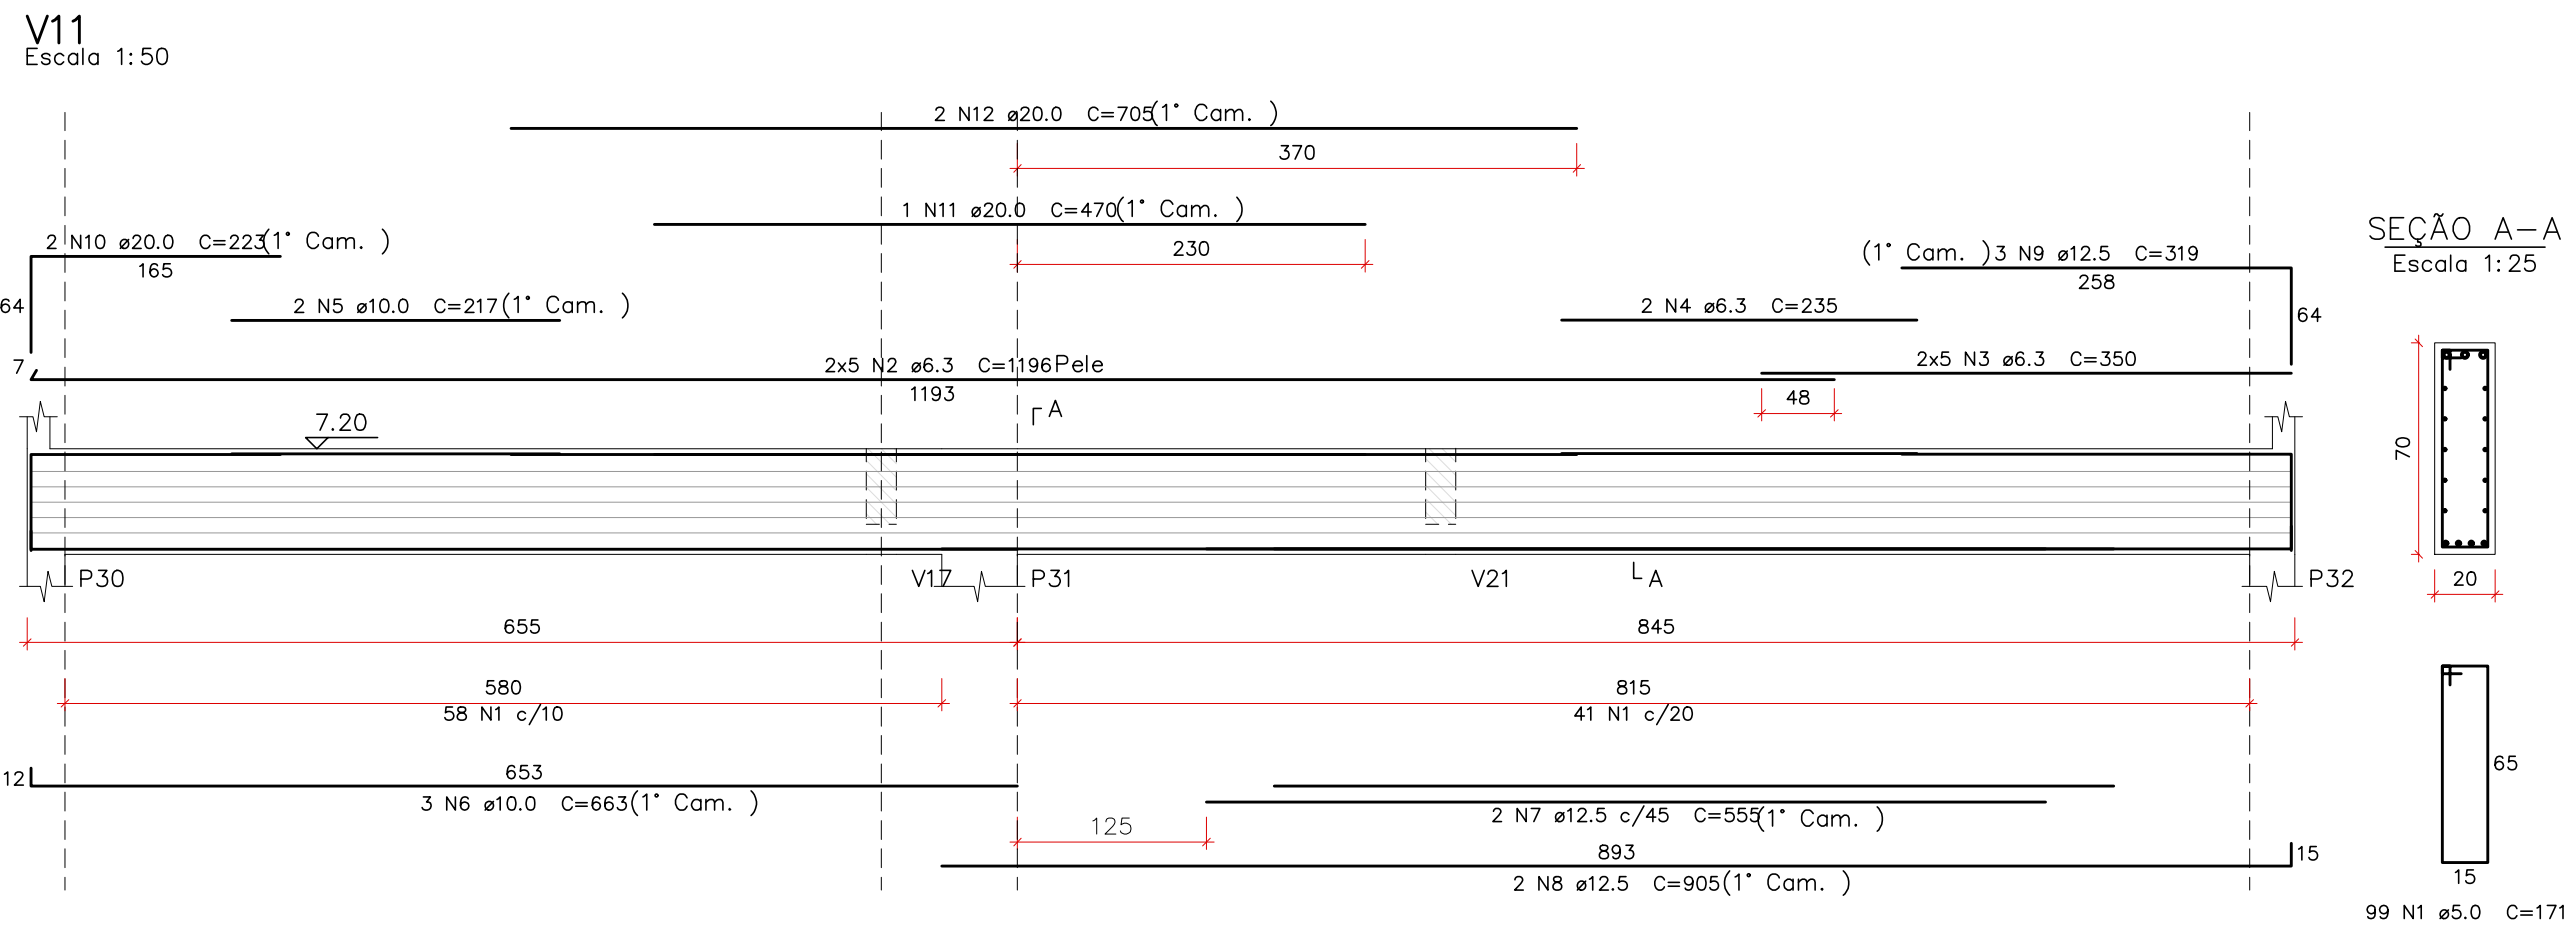 V11
Escala 1:50
2 N12 ø20.0 C=705(1° Cam. )
370
1 N11 ø20.0 C=470(1° Cam. )
230
2 N10 ø20.0 C=223(1° Cam. )
165
64
(1° Cam. )3 N9 ø12.5 C=319
258
64
2 N5 ø10.0 C=217(1° Cam. )
2 N4 ø6.3 C=235
7
2x5 N2 ø6.3 C=1196Pele
1193
2x5 N3 ø6.3 C=350
48
A
7.20
P30
V17
P31
V21
A
P32
655
845
580
58 N1 c/10
815
41 N1 c/20
12
653
3 N6 ø10.0 C=663(1° Cam. )
2 N7 ø12.5 c/45 C=555(1° Cam. )
125
893
15
2 N8 ø12.5 C=905(1° Cam. )
SEÇÃO A-A
Escala 1:25
70
20
65
15
99 N1 ø5.0 C=171